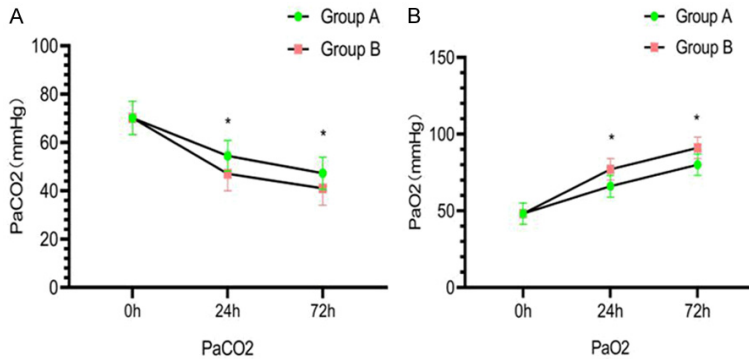 A
Group A
Group B
PaCO2 (mmHg)
100
80
60
40
20
0
*
*
0h
24h
72h
PaCO2
B
Group A
Group B
PaO2 (mmHg)
150
100
50
0
*
*
0h
24h
72h
PaO2